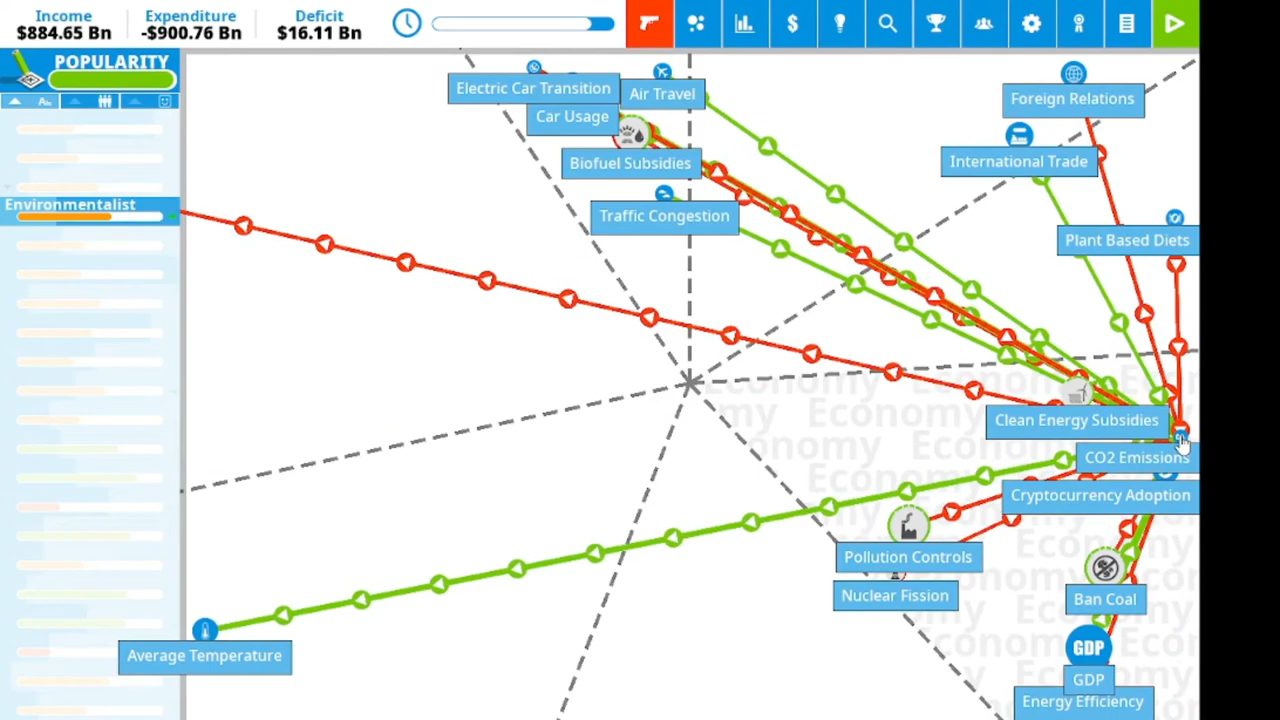 Income
$884.65 Bn
Expenditure
-$900.76 Bn
Deficit
$16.11 Bn
POPULARITY
Environmentalist
Electric Car Transition
Air Travel
Car Usage
Biofuel Subsidies
Traffic Congestion
Foreign Relations
International Trade
Plant Based Diets
Economy Economy
Economy
Clean Energy Subsidies
CO2 Emissions
Cryptocurrency Adoption
Pollution Controls
Nuclear Fission
Ban Coal
GDP
GDP
Energy Efficiency
Average Temperature